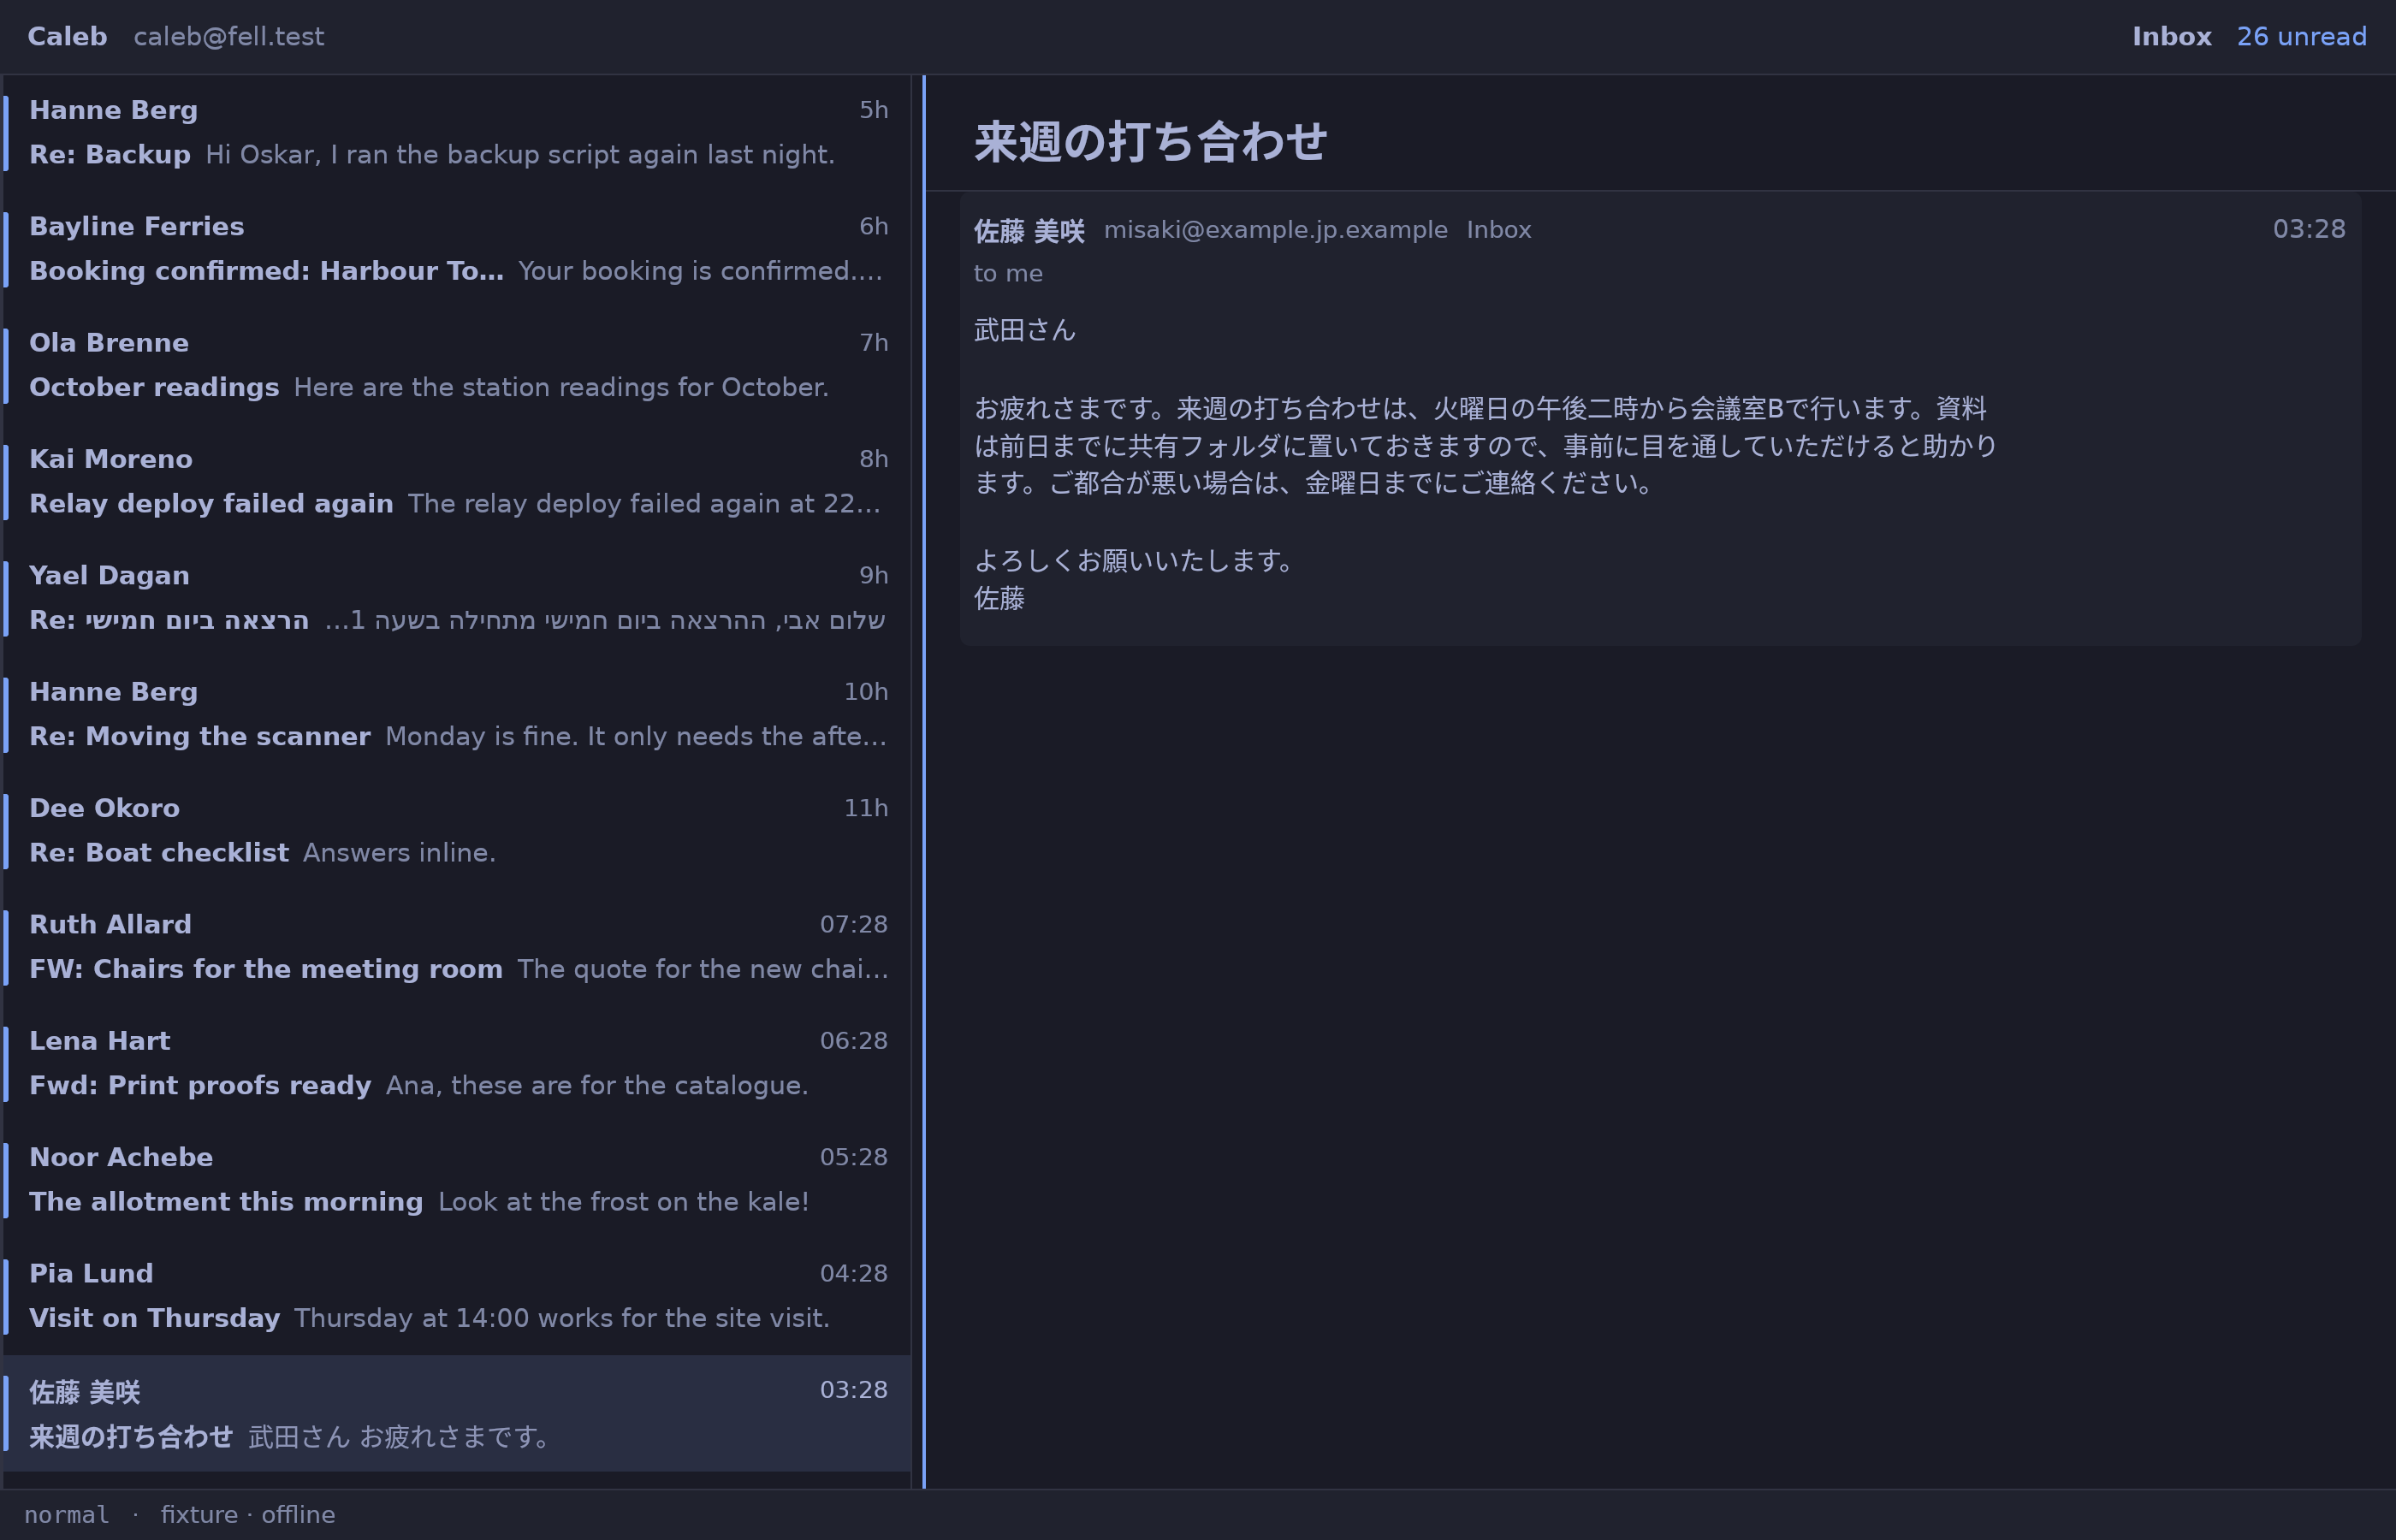 Caleb caleb@fell.test
Inbox 26 unread
Hanne Berg 5h
Re: Backup Hi Oskar, I ran the backup script again last night.
Bayline Ferries 6h
Booking confirmed: Harbour To… Your booking is confirmed.…
Ola Brenne 7h
October readings Here are the station readings for October.
Kai Moreno 8h
Relay deploy failed again The relay deploy failed again at 22…
Yael Dagan 9h
Re: הרצאה ביום חמישי שלום אבי, ההרצאה ביום חמישי מתחילה בשעה 1…
Hanne Berg 10h
Re: Moving the scanner Monday is fine. It only needs the afte…
Dee Okoro 11h
Re: Boat checklist Answers inline.
Ruth Allard 07:28
FW: Chairs for the meeting room The quote for the new chai…
Lena Hart 06:28
Fwd: Print proofs ready Ana, these are for the catalogue.
Noor Achebe 05:28
The allotment this morning Look at the frost on the kale!
Pia Lund 04:28
Visit on Thursday Thursday at 14:00 works for the site visit.
佐藤 美咲 03:28
来週の打ち合わせ 武田さん お疲れさまです。
来週の打ち合わせ
佐藤 美咲 misaki@example.jp.example Inbox 03:28
to me
武田さん
お疲れさまです。来週の打ち合わせは、火曜日の午後二時から会議室Bで行います。資料
は前日までに共有フォルダに置いておきますので、事前に目を通していただけると助かり
ます。ご都合が悪い場合は、金曜日までにご連絡ください。
よろしくお願いいたします。
佐藤
normal · fixture · offline